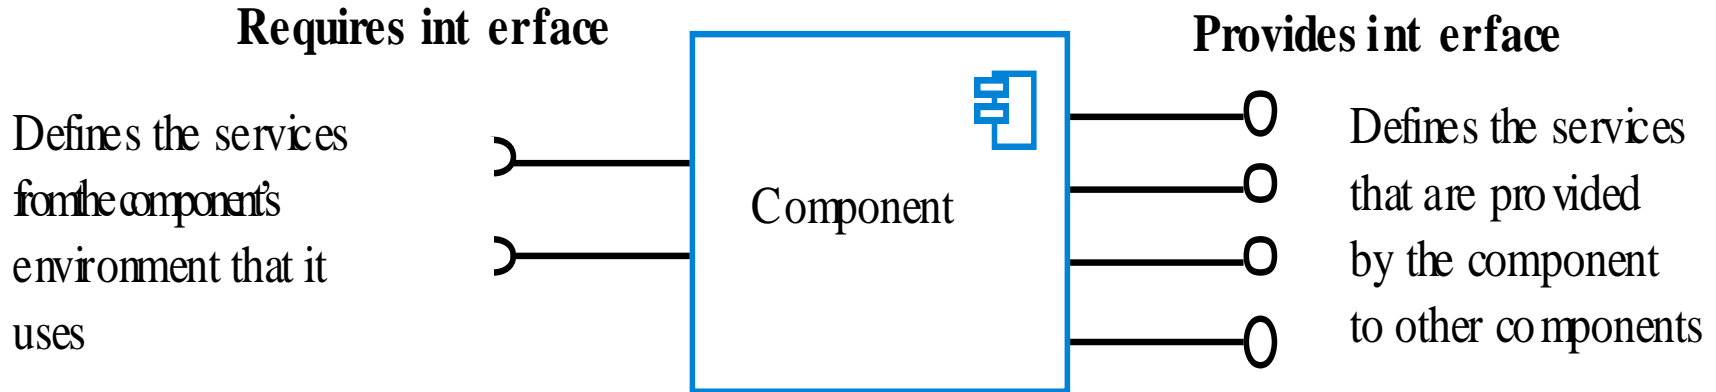 Requires int erface
Defines the services
from the component's
environment that it
uses
Component
Provides int erface
Defines the services
that are pro vided
by the component
to other co mponents